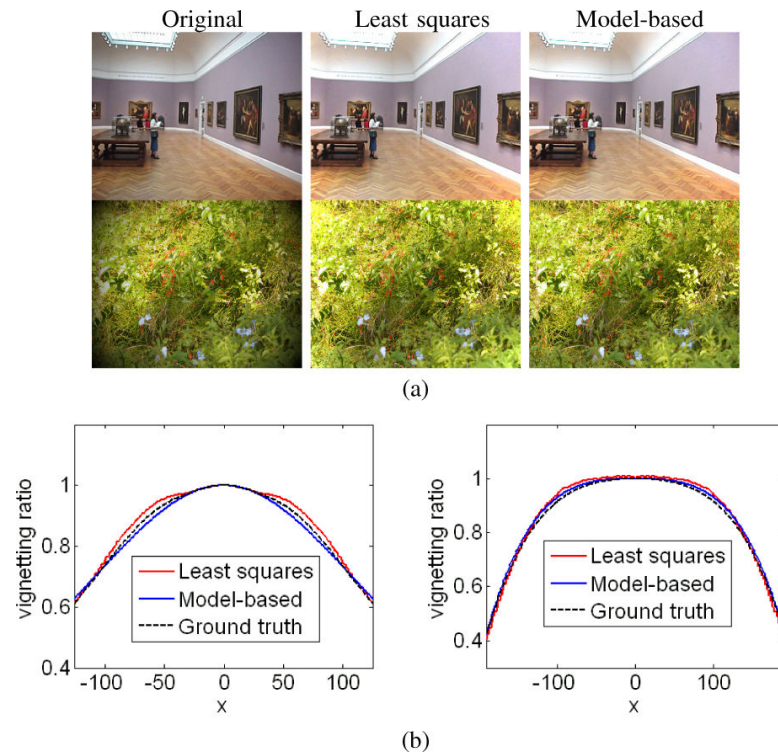 Original Least squares Model-based
(a)
vignetting ratio
1
0.8
0.6
0.4
Least squares
Model-based
Ground truth
-100 -50 0 50 100
x
vignetting ratio
1
0.8
0.6
0.4
Least squares
Model-based
Ground truth
-100 0 100
x
(b)